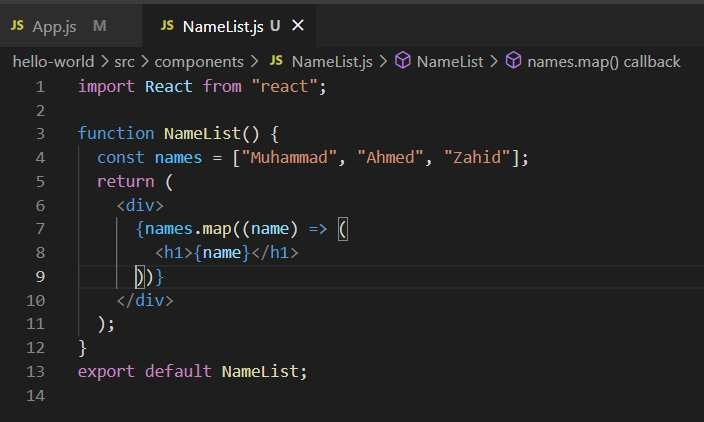 JS App.js M JS NameList.js U ×
hello-world > src > components > JS NameList.js > NameList > names.map() callback
1 import React from "react";
2
3 function NameList() {
4   const names = ["Muhammad", "Ahmed", "Zahid"];
5   return (
6     <div>
7       {names.map((name) => (
8         <h1>{name}</h1>
9       ))}
10     </div>
11   );
12 }
13 export default NameList;
14